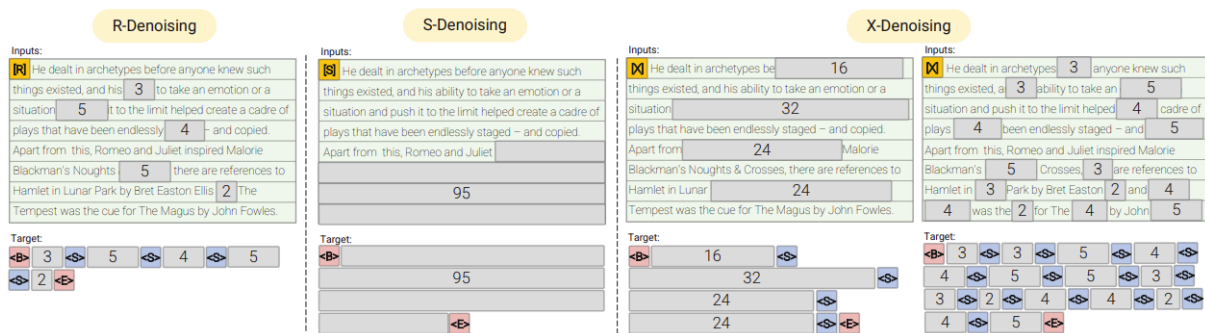 R-Denoising
Inputs:
[R] He dealt in archetypes before anyone knew such
things existed, and his 3 to take an emotion or a
situation 5 it to the limit helped create a cadre of
plays that have been endlessly 4 – and copied.
Apart from this, Romeo and Juliet inspired Malorie
Blackman's Noughts 5 there are references to
Hamlet in Lunar Park by Bret Easton Ellis 2 The
Tempest was the cue for The Magus by John Fowles.
Target:
<B> 3 <S> 5 <S> 4 <S> 5
<S> 2 <E>
S-Denoising
Inputs:
[S] He dealt in archetypes before anyone knew such
things existed, and his ability to take an emotion or a
situation and push it to the limit helped create a cadre of
plays that have been endlessly staged – and copied.
Apart from this, Romeo and Juliet
95
Target:
<B>
95
<E>
X-Denoising
Inputs:
[X] He dealt in archetypes be 16
things existed, and his ability to take an emotion or a
situation 32
plays that have been endlessly staged – and copied.
Apart from 24 Malorie
Blackman's Noughts & Crosses, there are references to
Hamlet in Lunar 24
Tempest was the cue for The Magus by John Fowles.
Target:
<B> 16 <S>
32 <S>
24 <S>
24 <S> <E>
Inputs:
[X] He dealt in archetypes 3 anyone knew such
things existed, a 3 ability to take an 5
situation and push it to the limit helped 4 cadre of
plays 4 been endlessly staged – and 5
Apart from this, Romeo and Juliet inspired Malorie
Blackman's 5 Crosses, 3 are references to
Hamlet in 3 Park by Bret Easton 2 and 4
4 was the 2 for The 4 by John 5
Target:
<B> 3 <S> 3 <S> 5 <S> 4 <S>
4 <S> 5 <S> 5 <S> 3 <S>
3 <S> 2 <S> 4 <S> 4 <S> 2 <S>
4 <S> 5 <E>